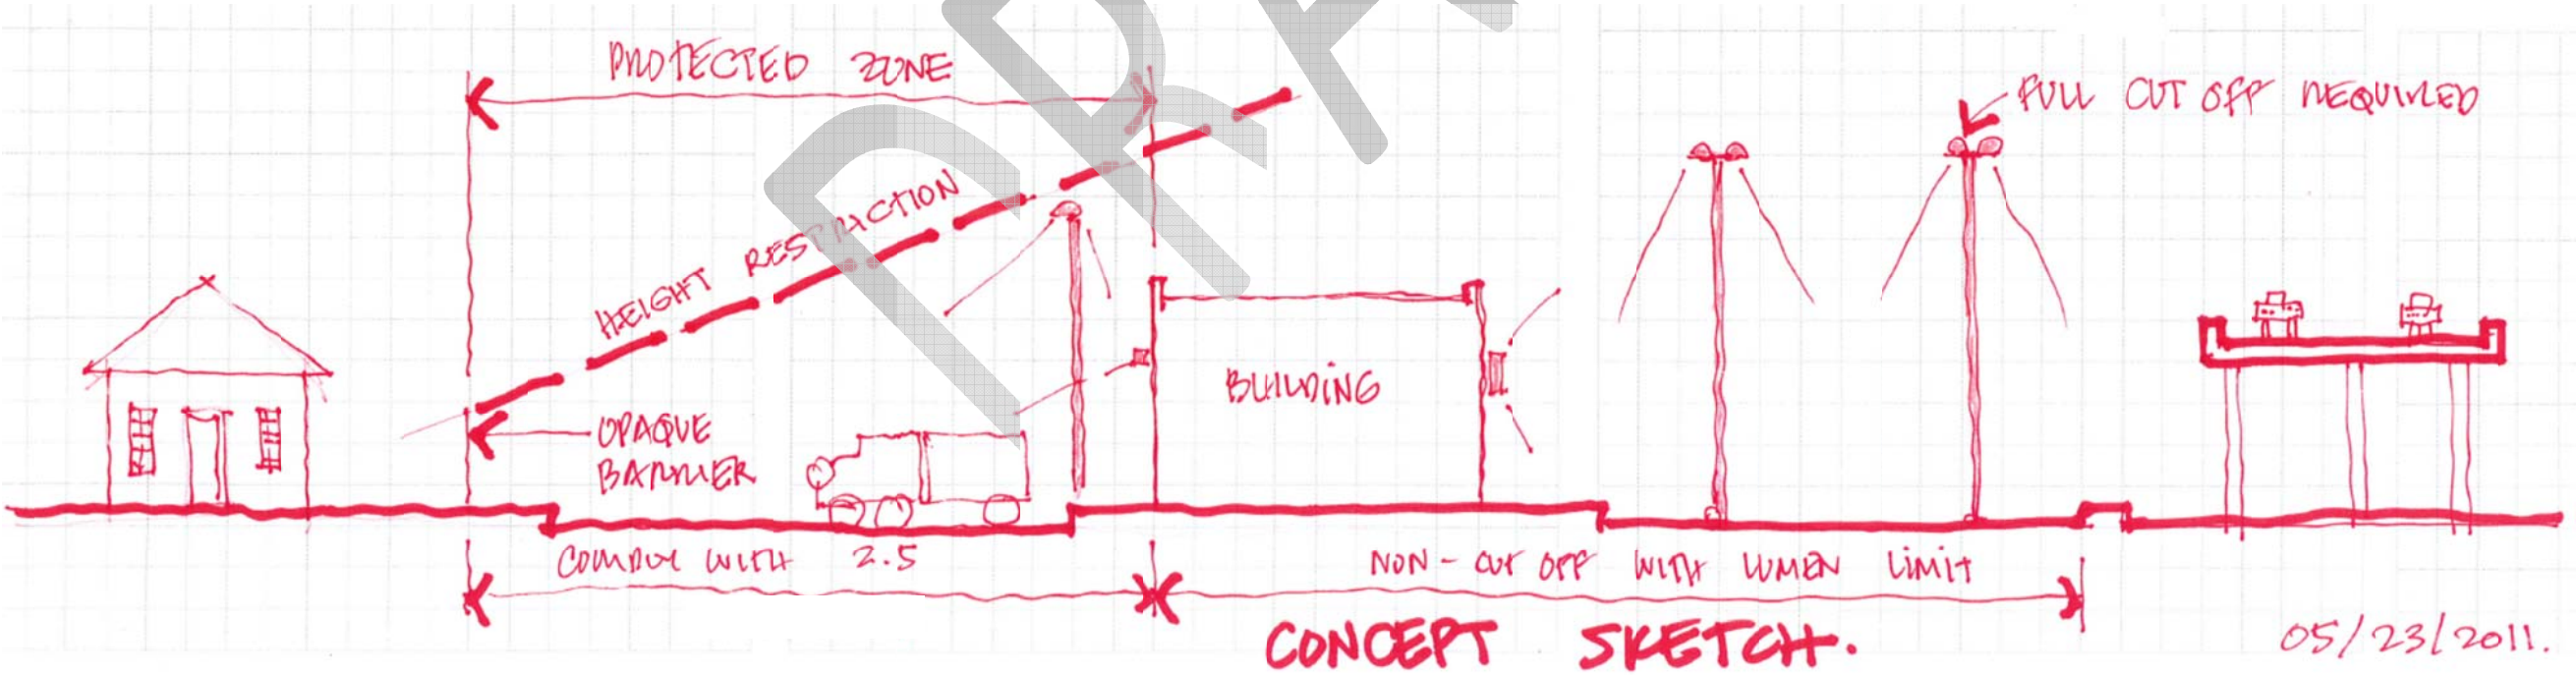 PROTECTED ZONE
FULL CUT OFF REQUIRED
HEIGHT RESTRICTION
OPAQUE
BARRIER
BUILDING
COMPLY WITH 2.5
NON-CUT OFF WITH LUMEN LIMIT
CONCEPT SKETCH.
05/23/2011.